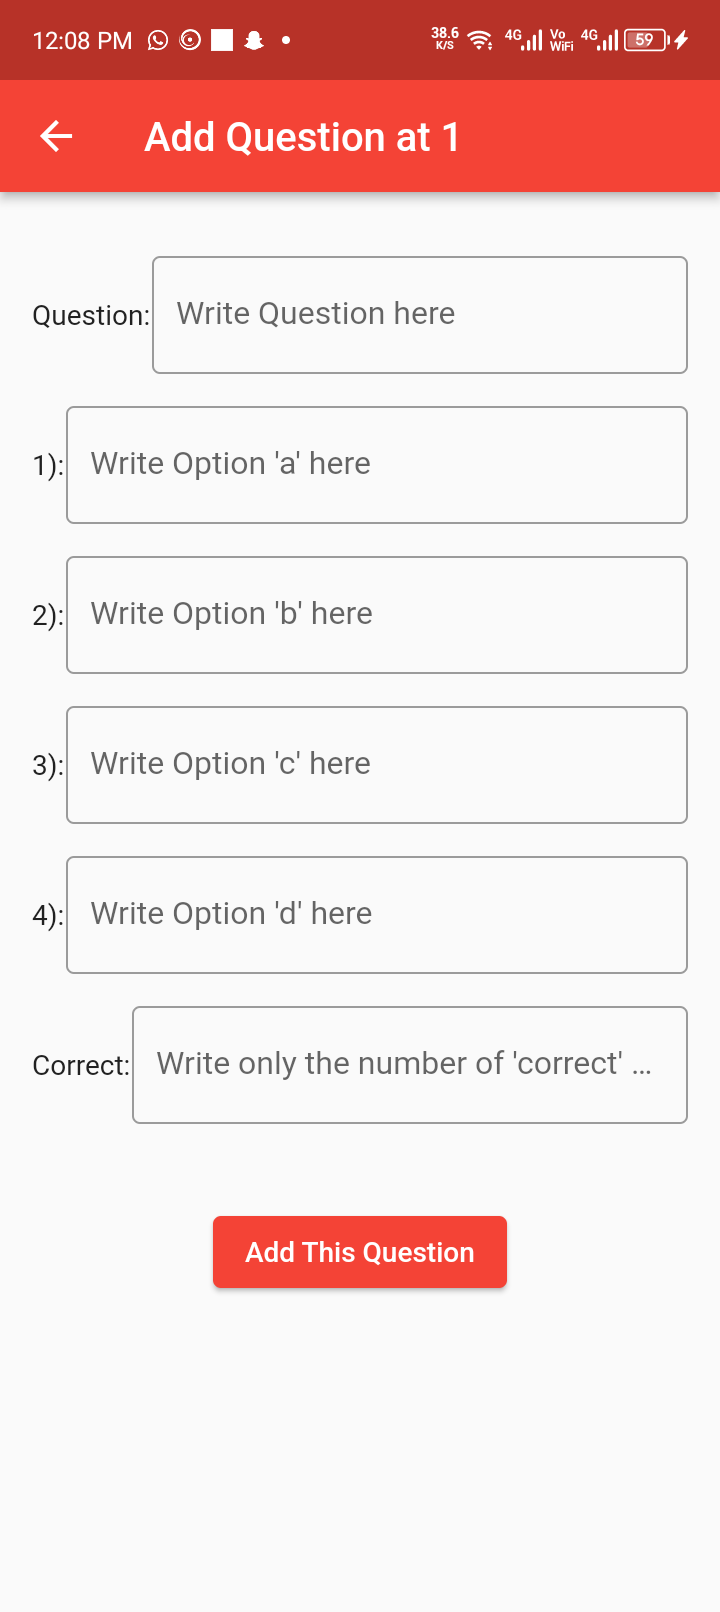 12:08 PM 38.6 K/S 4G Vo WiFi 4G 59
Add Question at 1
Question: Write Question here
1): Write Option 'a' here
2): Write Option 'b' here
3): Write Option 'c' here
4): Write Option 'd' here
Correct: Write only the number of 'correct' ...
Add This Question